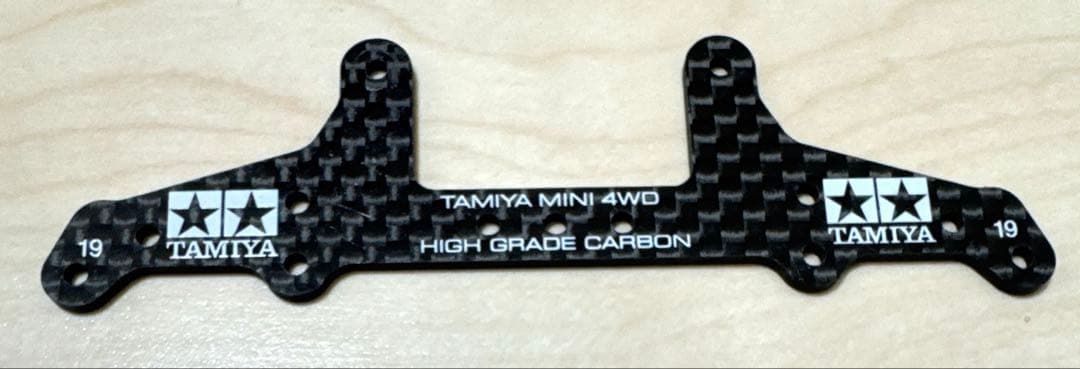 TAMIYA MINI 4WD
HIGH GRADE CARBON
19
TAMIYA
TAMIYA
19